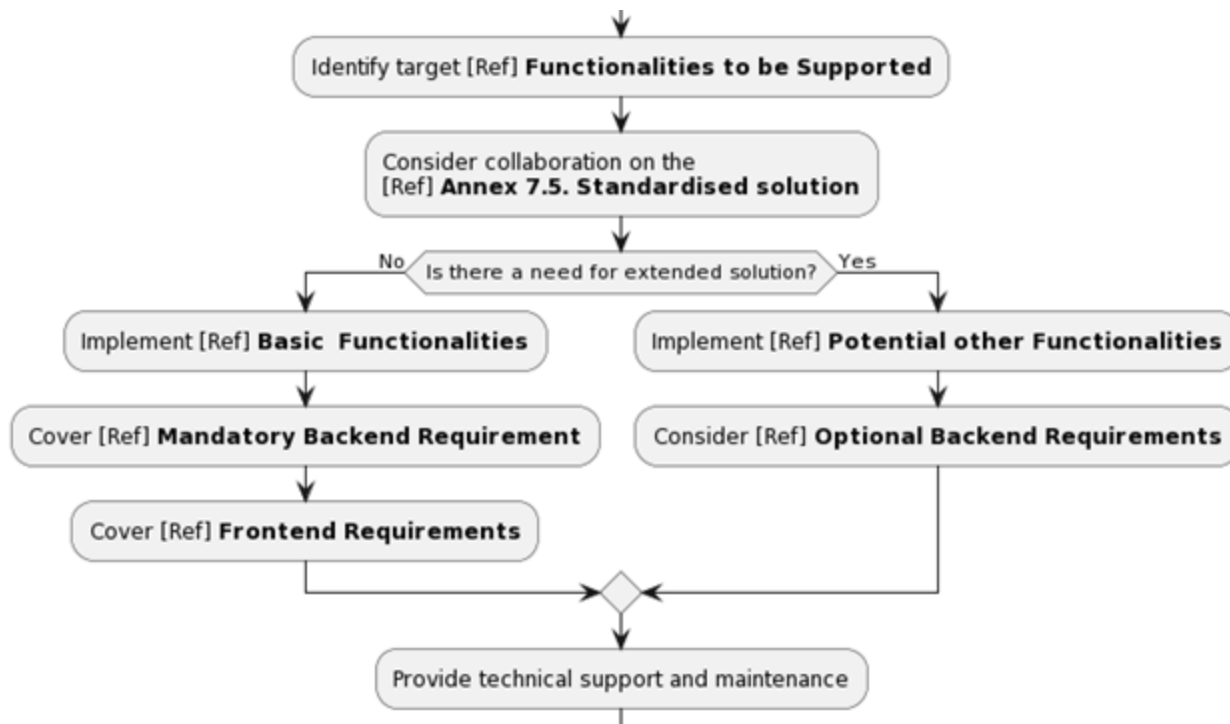 Identify target [Ref] Functionalities to be Supported
Consider collaboration on the
[Ref] Annex 7.5. Standardised solution
No
Is there a need for extended solution?
Yes
Implement [Ref] Basic  Functionalities
Implement [Ref] Potential other Functionalities
Cover [Ref] Mandatory Backend Requirement
Consider [Ref] Optional Backend Requirements
Cover [Ref] Frontend Requirements
Provide technical support and maintenance